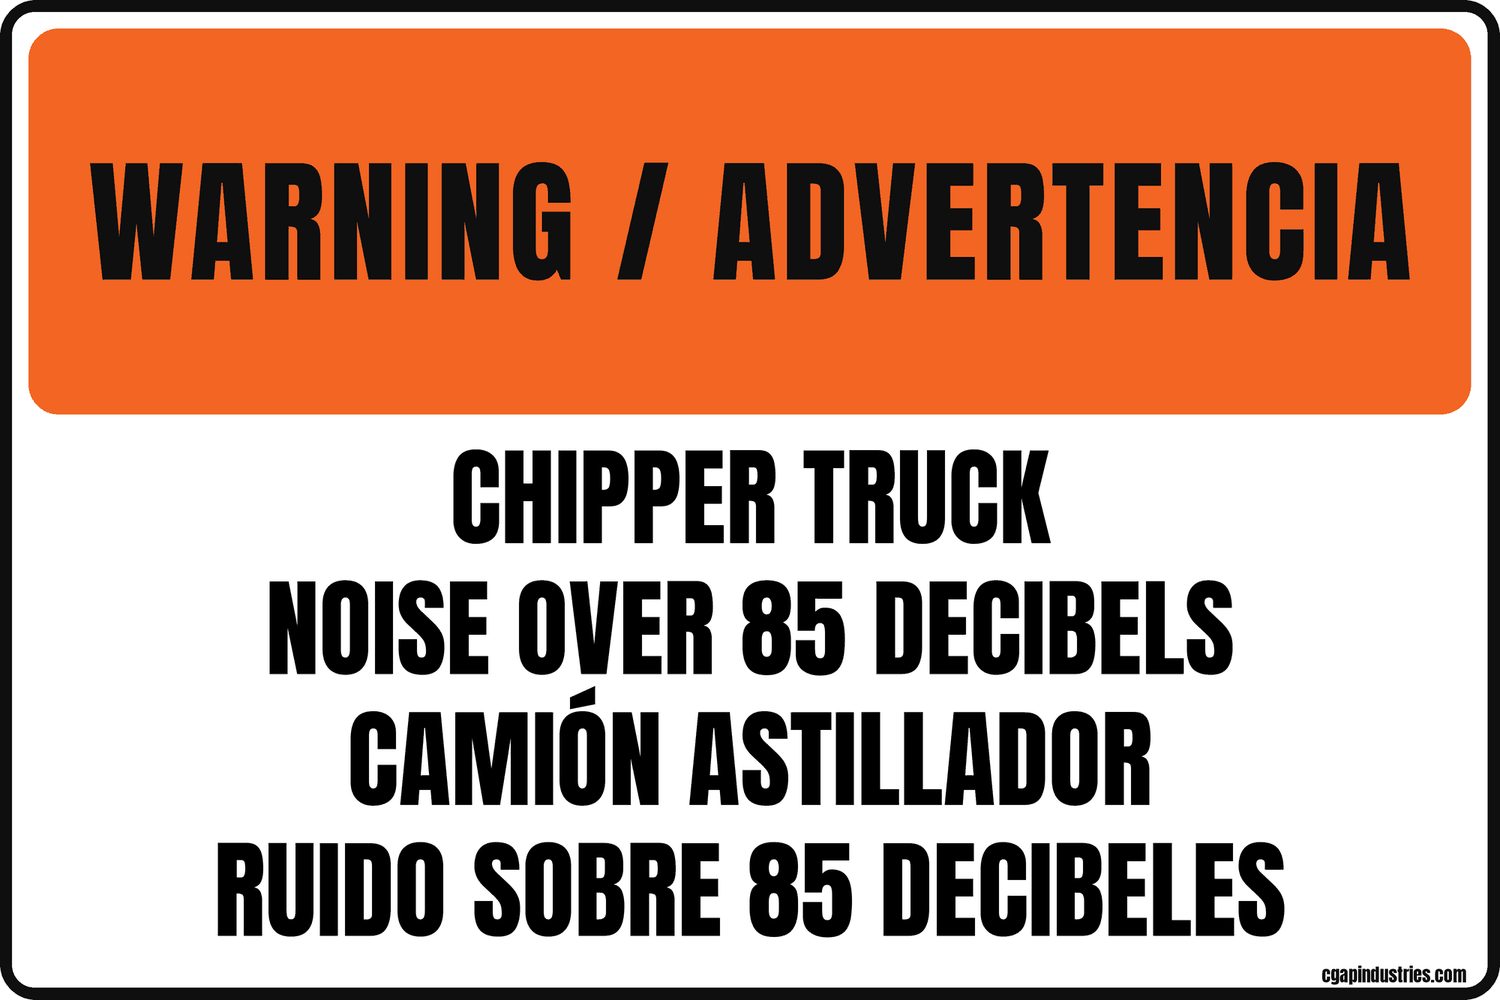 WARNING / ADVERTENCIA
CHIPPER TRUCK
NOISE OVER 85 DECIBELS
CAMIÓN ASTILLADOR
RUIDO SOBRE 85 DECIBELES
cgapindustries.com